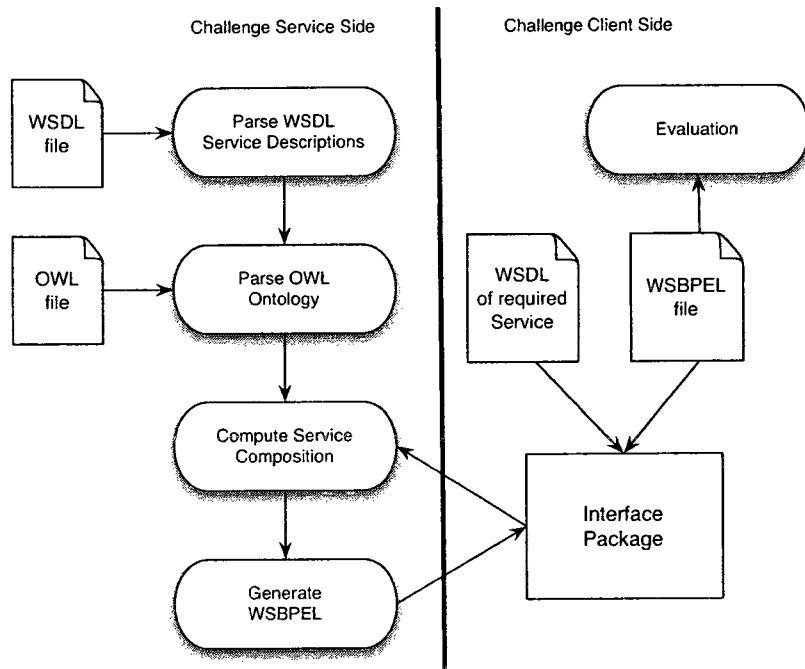 Challenge Service Side
Challenge Client Side
WSDL
file
Parse WSDL
Service Descriptions
Evaluation
OWL
file
Parse OWL
Ontology
WSDL
of required
Service
WSBPEL
file
Compute Service
Composition
Interface
Package
Generate
WSBPEL